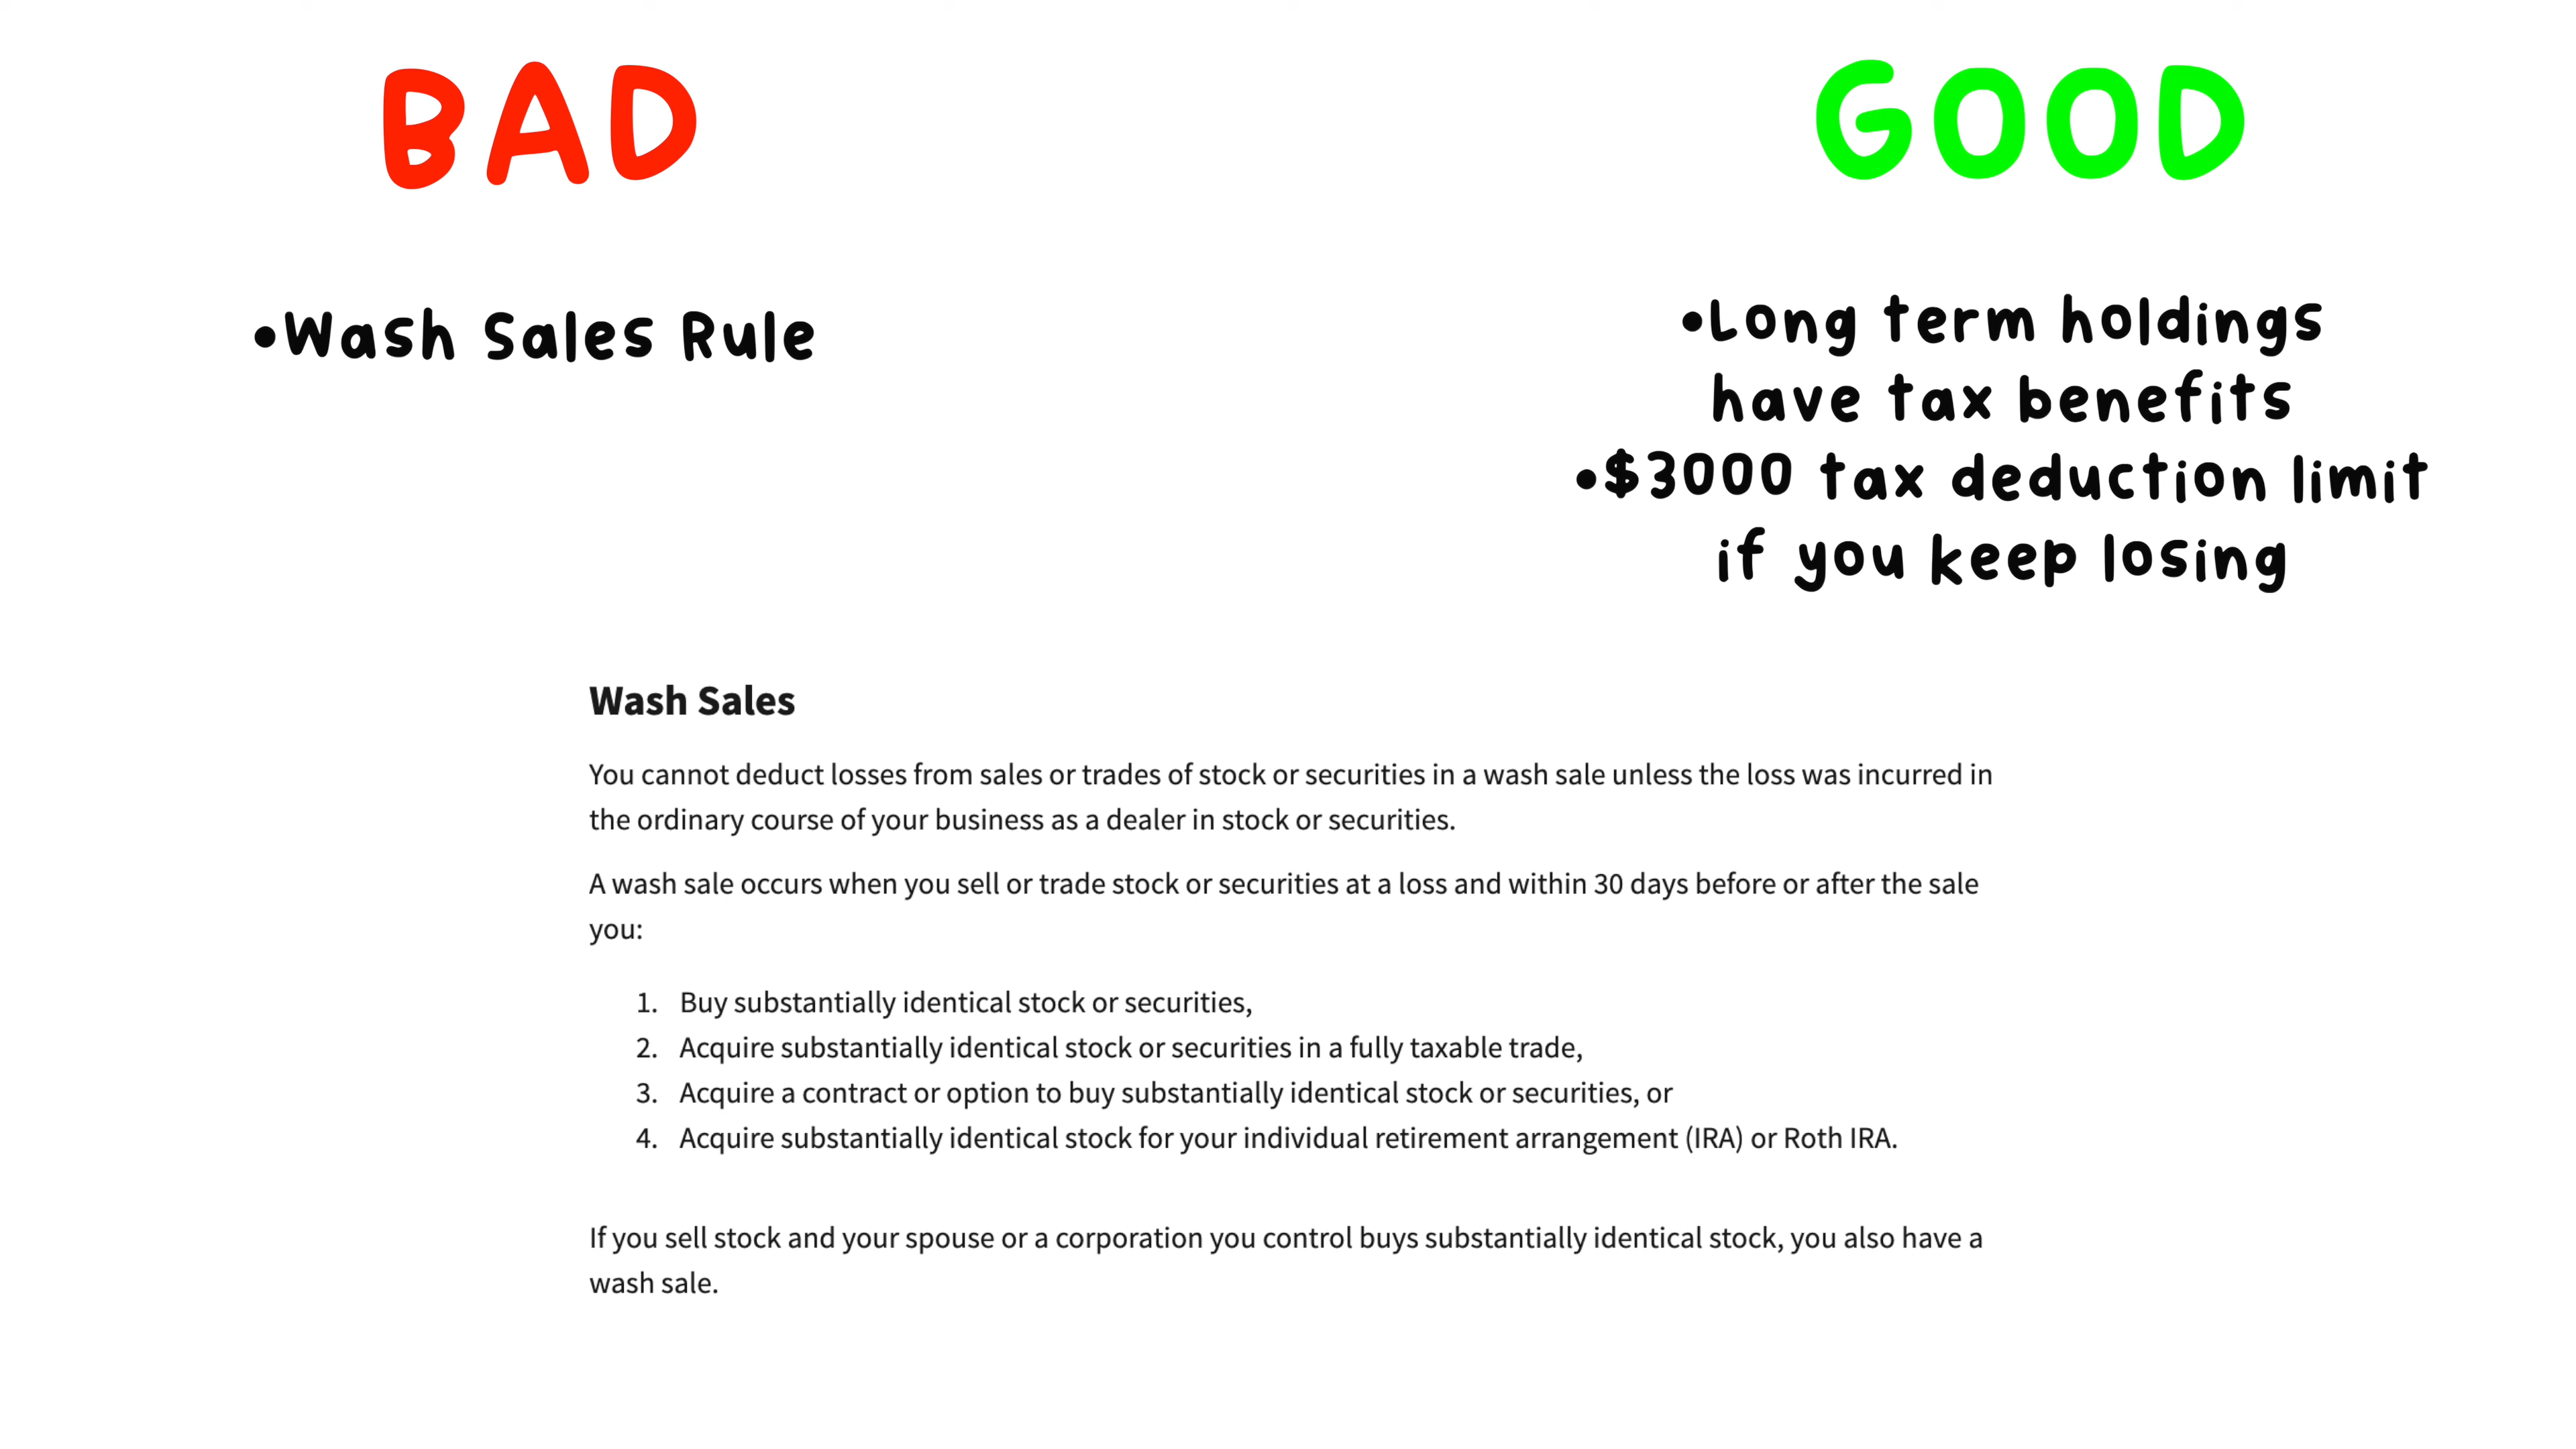 BAD
•Wash Sales Rule
GOOD
•Long term holdings
have tax benefits
•$3000 tax deduction limit
if you keep losing
Wash Sales
You cannot deduct losses from sales or trades of stock or securities in a wash sale unless the loss was incurred in
the ordinary course of your business as a dealer in stock or securities.
A wash sale occurs when you sell or trade stock or securities at a loss and within 30 days before or after the sale
you:
1. Buy substantially identical stock or securities,
2. Acquire substantially identical stock or securities in a fully taxable trade,
3. Acquire a contract or option to buy substantially identical stock or securities, or
4. Acquire substantially identical stock for your individual retirement arrangement (IRA) or Roth IRA.
If you sell stock and your spouse or a corporation you control buys substantially identical stock, you also have a
wash sale.